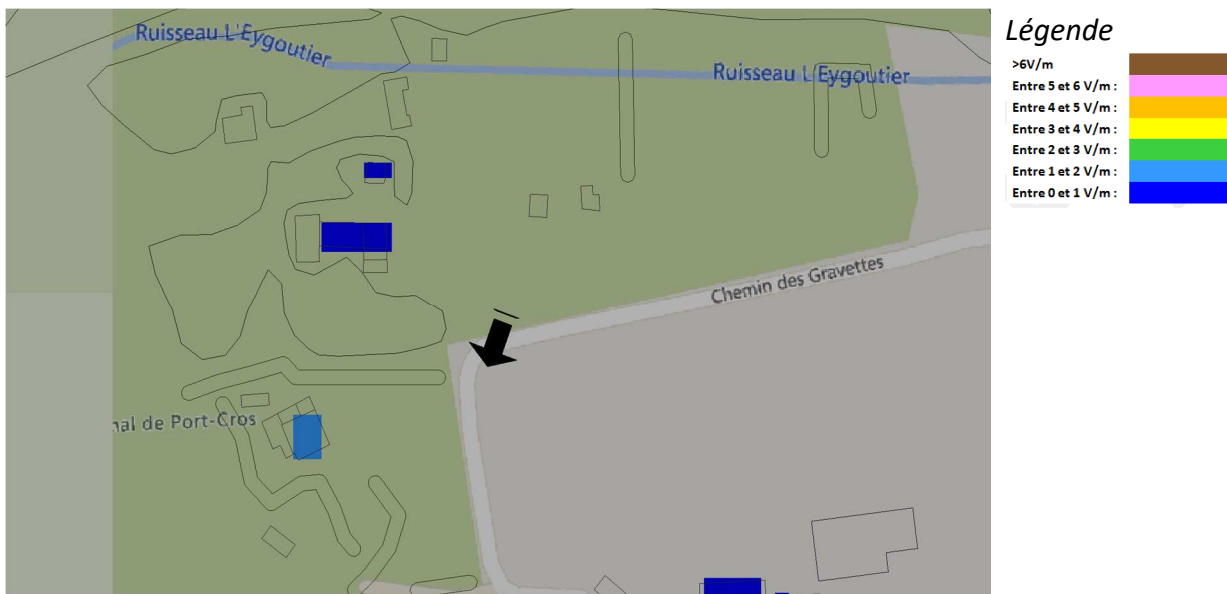 Ruisseau L'Eygoutier
Ruisseau L'Eygoutier
Chemin des Gravettes
nal de Port-Cros
Légende
>6V/m
Entre 5 et 6 V/m :
Entre 4 et 5 V/m :
Entre 3 et 4 V/m :
Entre 2 et 3 V/m :
Entre 1 et 2 V/m :
Entre 0 et 1 V/m :